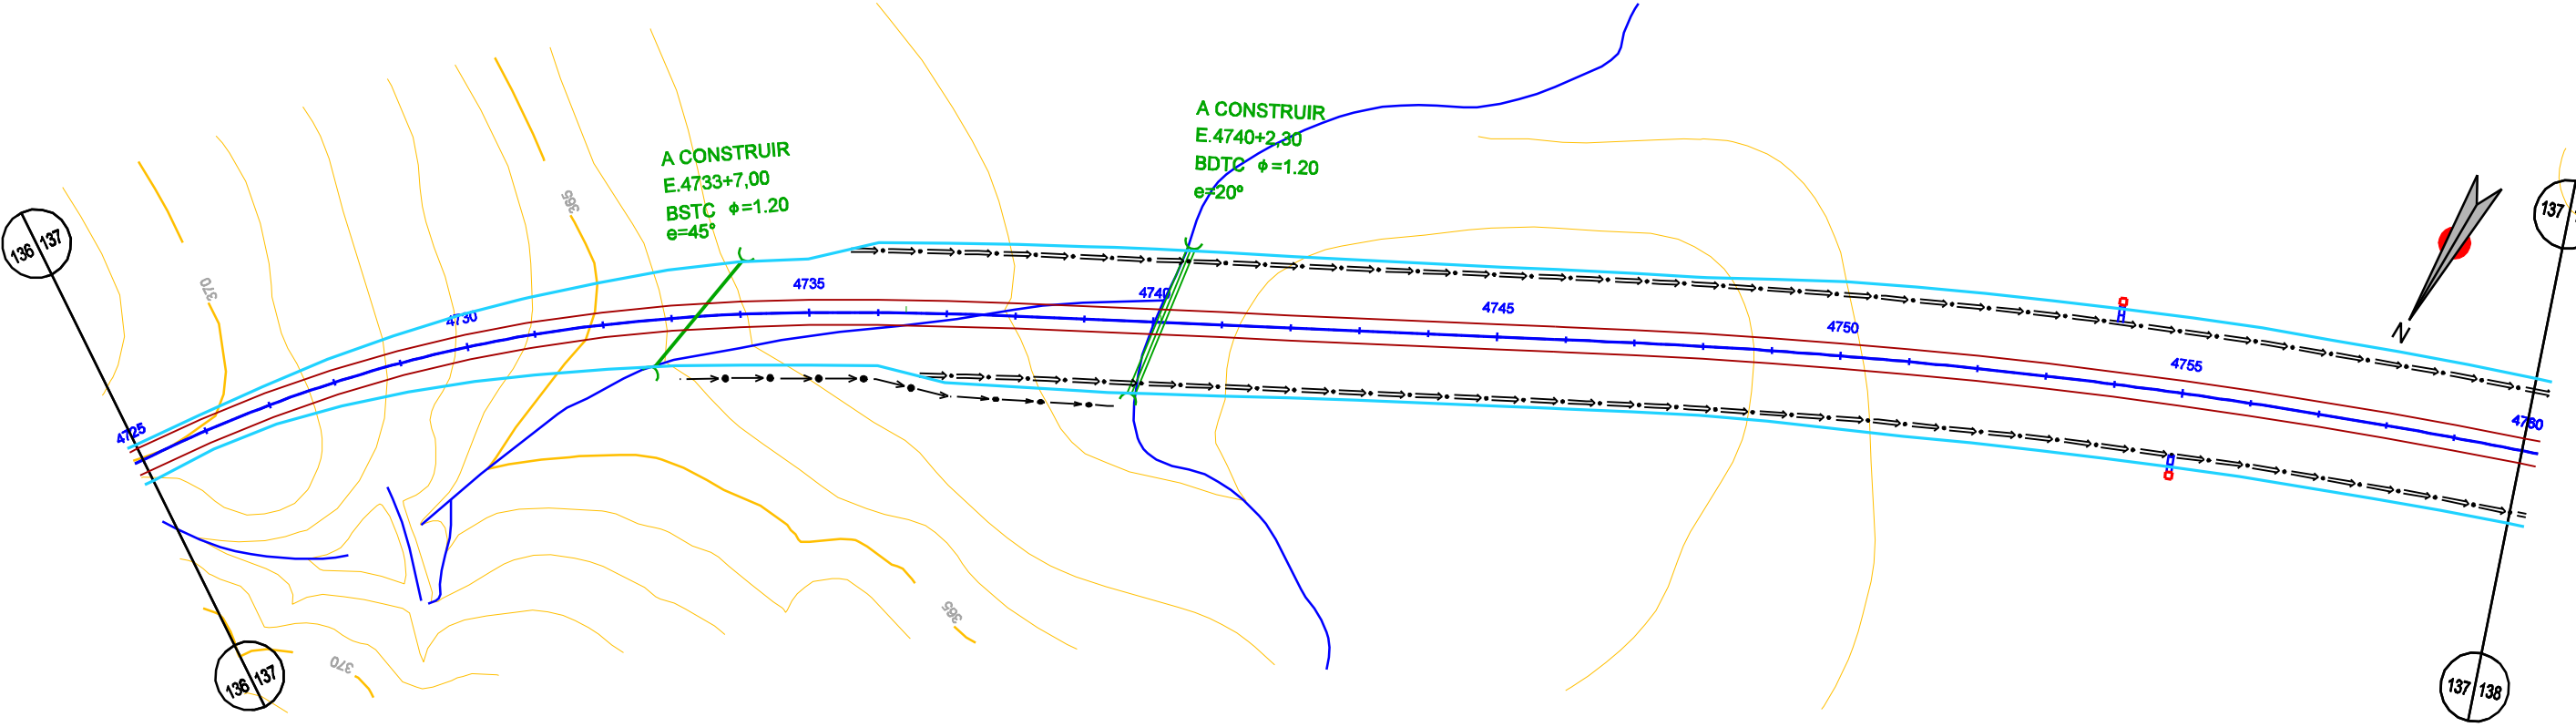 A CONSTRUIR
E.4733+7,00
BSTC ϕ=1.20
e=45°
A CONSTRUIR
E.4740+2,30
BDTC ϕ=1.20
e=20°
136 137
370
365
4725
4730
4735
4740
4745
4750
4755
4760
N
137
136 137
370
365
137 138